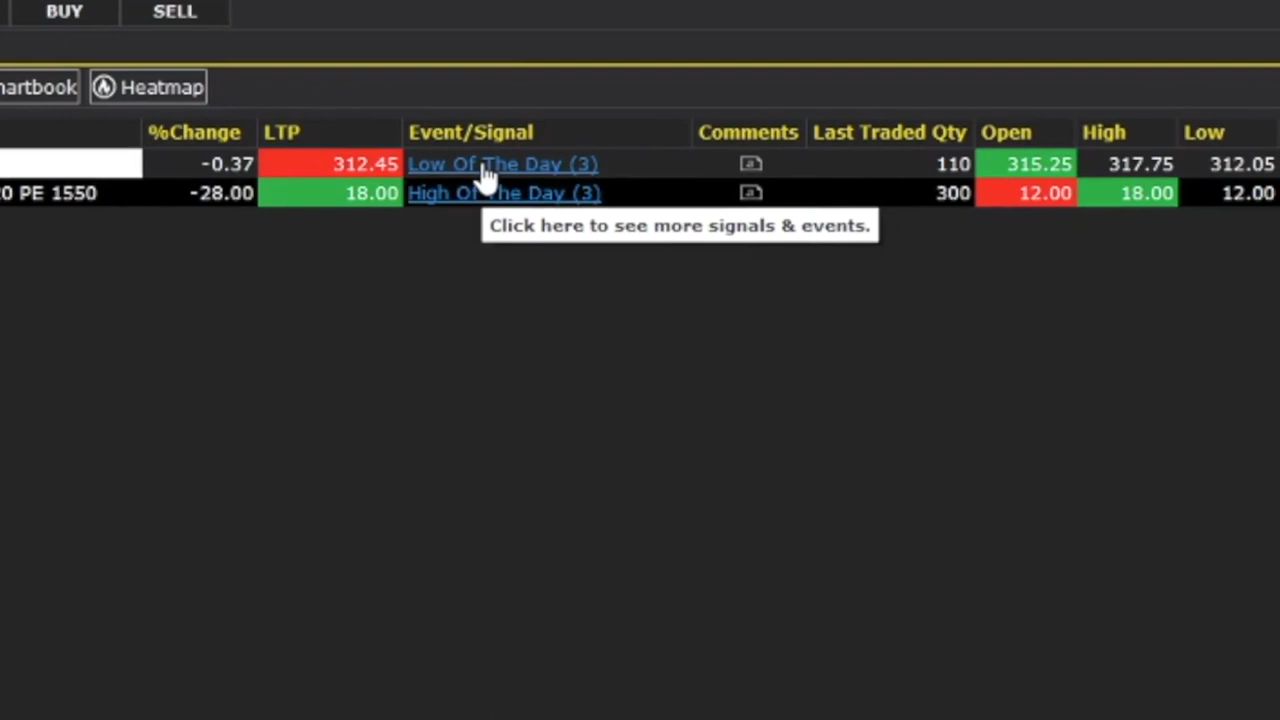 BUY SELL
hartbook Heatmap
%Change LTP Event/Signal Comments Last Traded Qty Open High Low
-0.37 312.45 Low Of The Day (3) a 110 315.25 317.75 312.05
0 PE 1550 -28.00 18.00 High Of The Day (3) a 300 12.00 18.00 12.00
Click here to see more signals & events.